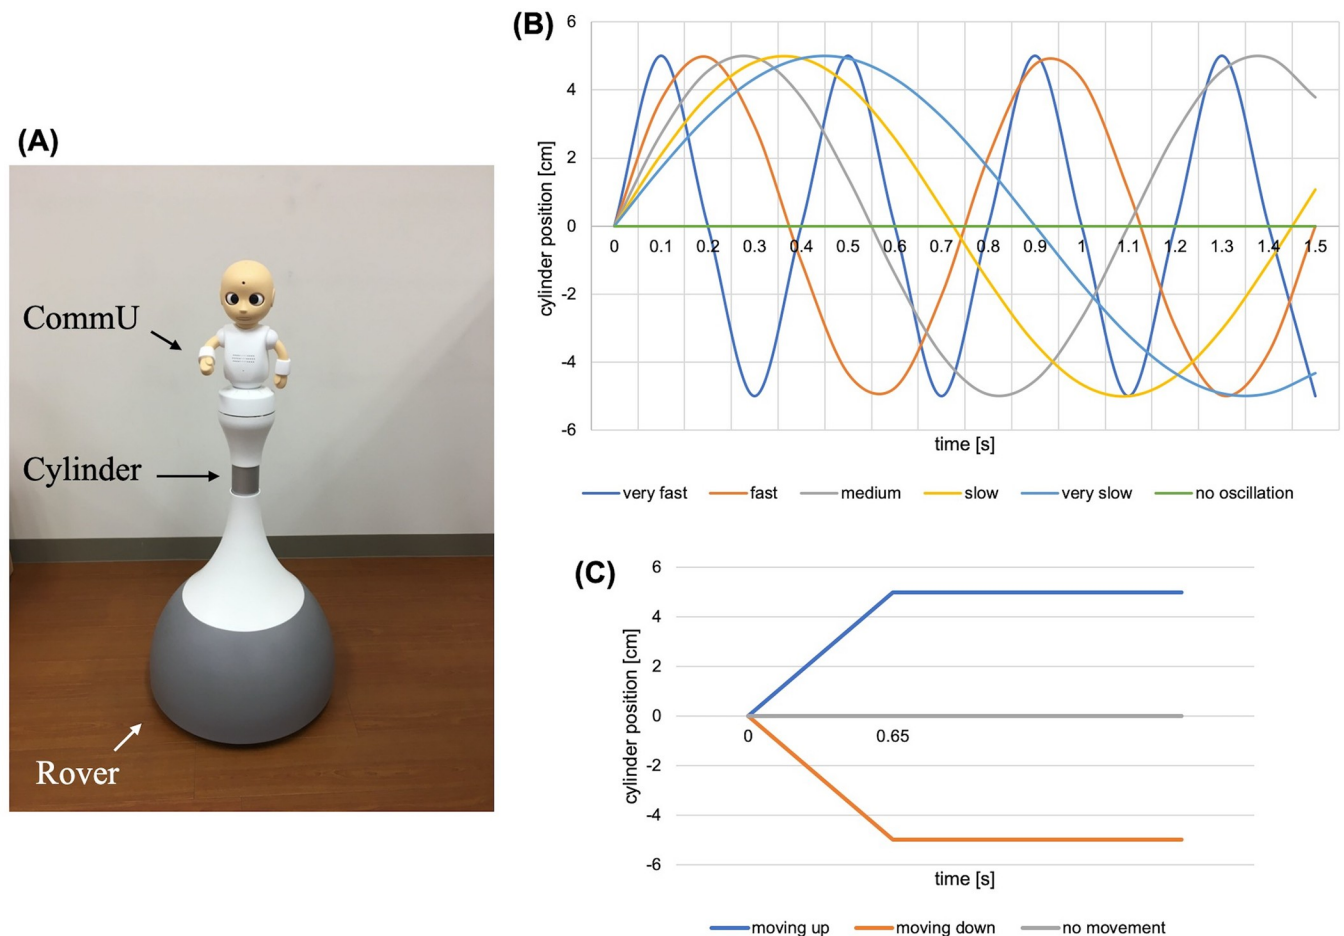 (A)
CommU
Cylinder
Rover
(B)
cylinder position [cm]
6
4
2
0
-2
-4
-6
0 0.1 0.2 0.3 0.4 0.5 0.6 0.7 0.8 0.9 1 1.1 1.2 1.3 1.4 1.5
time [s]
very fast fast medium slow very slow no oscillation
(C)
cylinder position [cm]
6
4
2
0
-2
-4
-6
0 0.65
time [s]
moving up moving down no movement